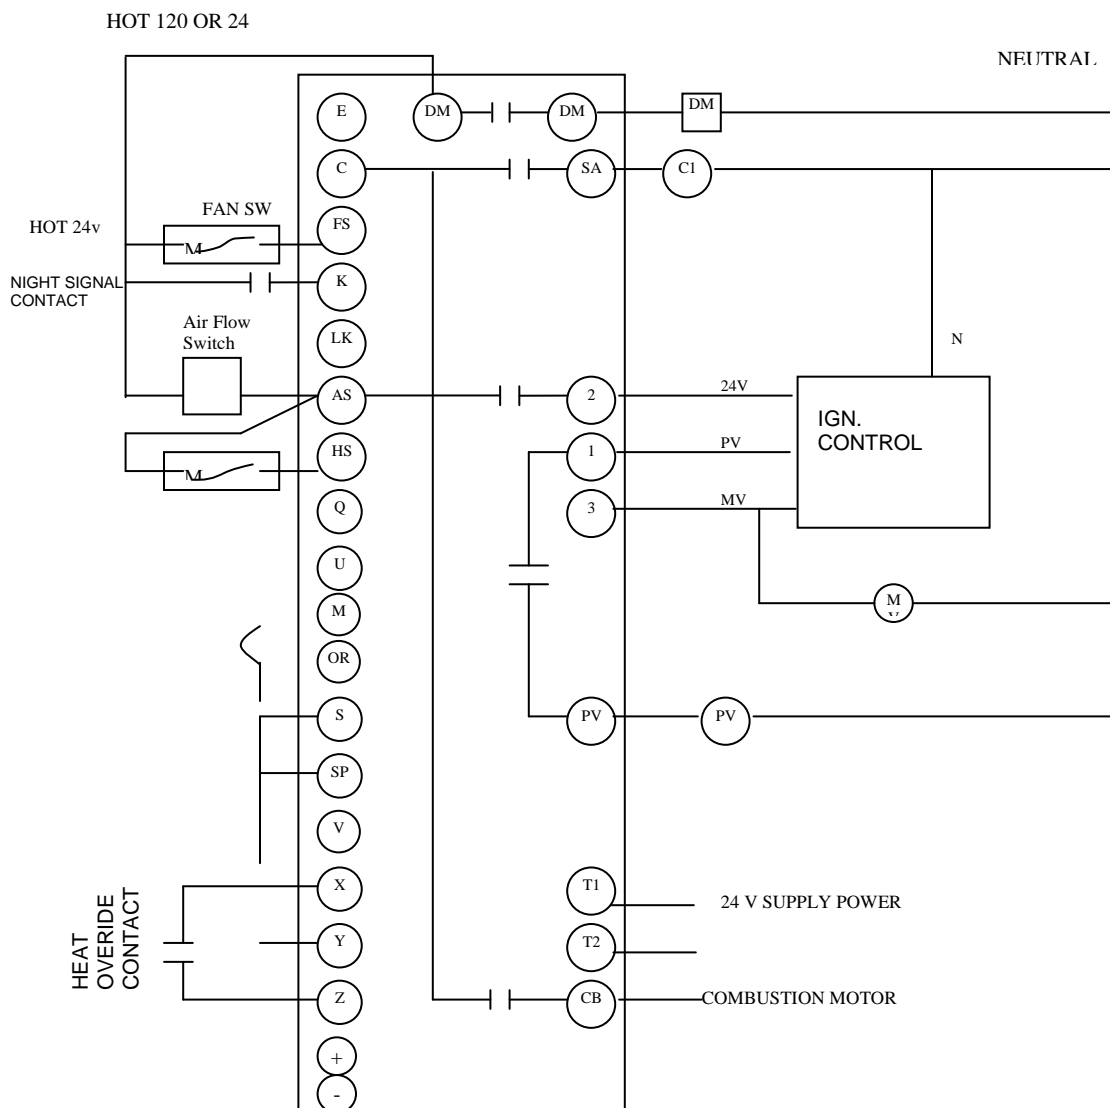 HOT 120 OR 24
NEUTRAL
E
DM
DM
DM
C
SA
C1
FAN SW
FS
HOT 24v
M
NIGHT SIGNAL
CONTACT
K
Air Flow
Switch
LK
N
AS
2
24V
IGN.
CONTROL
HS
1
PV
M
Q
3
MV
U
M
M
V
OR
S
PV
PV
SP
V
HEAT
OVERIDE
CONTACT
X
T1
24 V SUPPLY POWER
Y
T2
Z
CB
COMBUSTION MOTOR
+
-